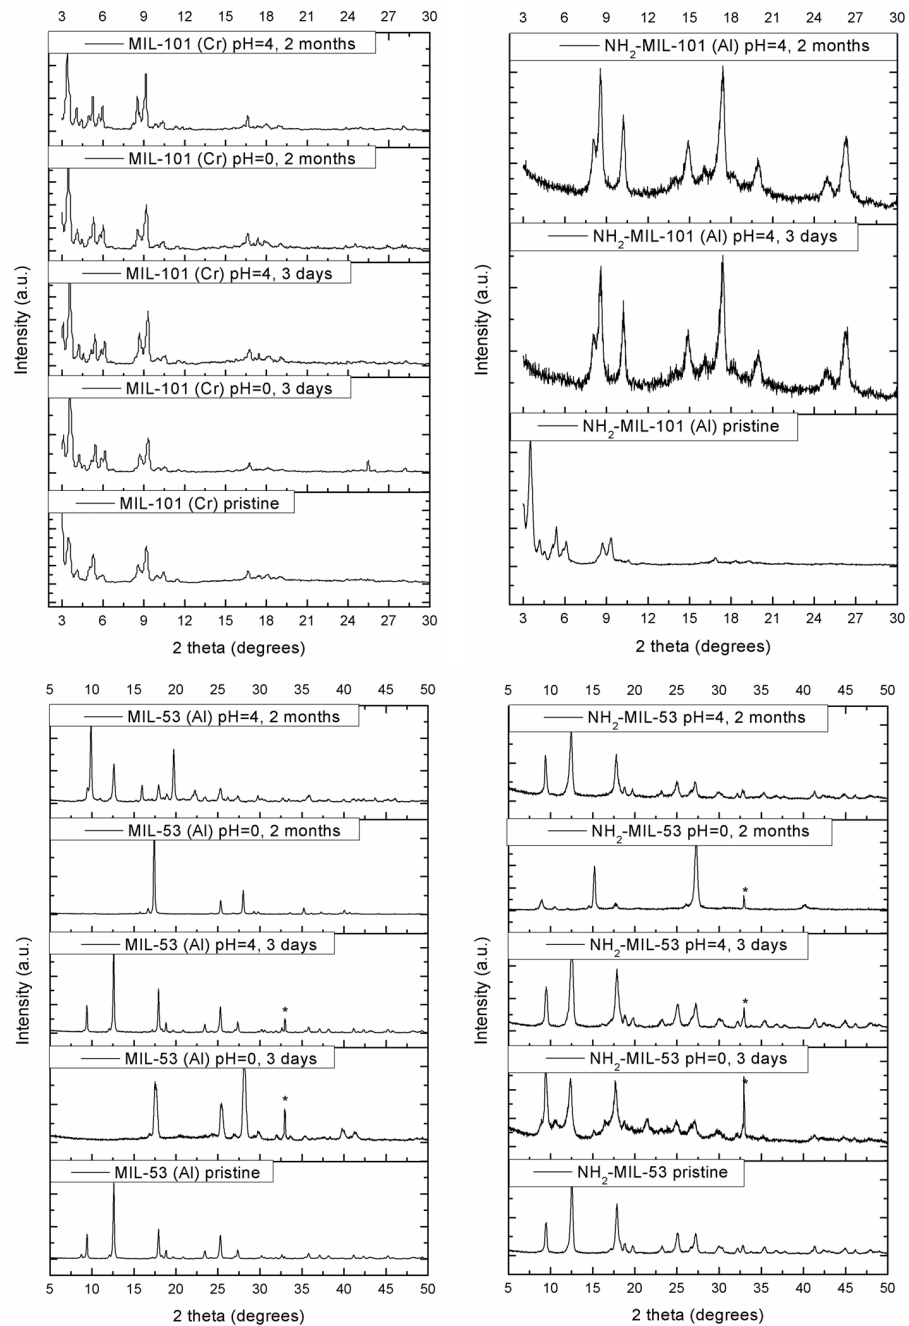 3 6 9 12 15 18 21 24 27 30
MIL-101 (Cr) pH=4, 2 months
MIL-101 (Cr) pH=0, 2 months
MIL-101 (Cr) pH=4, 3 days
MIL-101 (Cr) pH=0, 3 days
MIL-101 (Cr) pristine
Intensity (a.u.)
3 6 9 12 15 18 21 24 27 30
2 theta (degrees)
3 6 9 12 15 18 21 24 27 30
NH2-MIL-101 (Al) pH=4, 2 months
NH2-MIL-101 (Al) pH=4, 3 days
NH2-MIL-101 (Al) pristine
Intensity (a.u.)
3 6 9 12 15 18 21 24 27 30
2 theta (degrees)
5 10 15 20 25 30 35 40 45 50
MIL-53 (Al) pH=4, 2 months
MIL-53 (Al) pH=0, 2 months
MIL-53 (Al) pH=4, 3 days
*
MIL-53 (Al) pH=0, 3 days
*
MIL-53 (Al) pristine
Intensity (a.u.)
5 10 15 20 25 30 35 40 45 50
2 theta (degrees)
5 10 15 20 25 30 35 40 45 50
NH2-MIL-53 pH=4, 2 months
NH2-MIL-53 pH=0, 2 months
*
NH2-MIL-53 pH=4, 3 days
*
NH2-MIL-53 pH=0, 3 days
*
NH2-MIL-53 pristine
Intensity (a.u.)
5 10 15 20 25 30 35 40 45 50
2 theta (degrees)